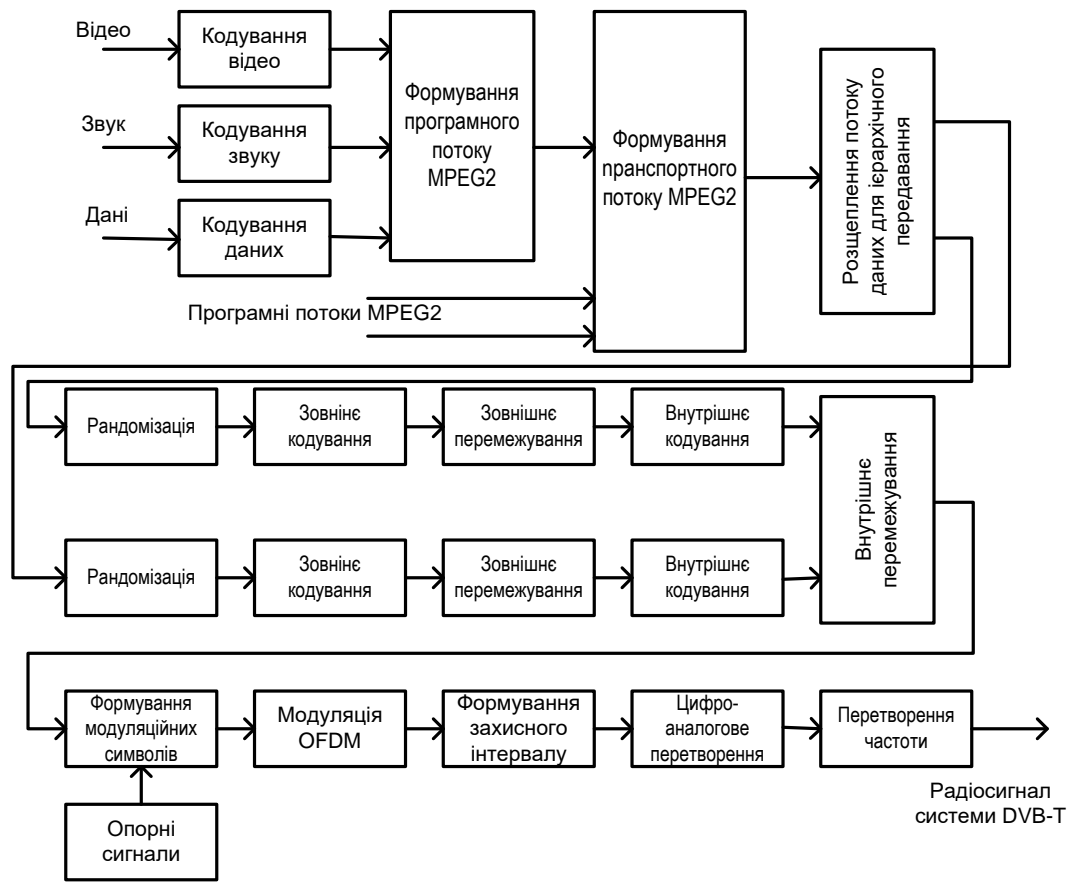 Відео
Кодування
відео
Звук
Кодування
звуку
Дані
Кодування
даних
Формування
програмного
потоку
MPEG2
Програмні потоки MPEG2
Формування
nранспортного
потоку MPEG2
Розщеплення потоку
даних для ієрархічного
передавання
Рандомізація
Зовнінє
кодування
Зовнішнє
перемежування
Внутрішнє
кодування
Рандомізація
Зовнінє
кодування
Зовнішнє
перемежування
Внутрішнє
кодування
Внутрішнє
перемежування
Формування
модуляційних
символів
Модуляція
OFDM
Формування
захисного
інтервалу
Цифро-
аналогове
перетворення
Перетворення
частоти
Опорні
сигнали
Радіосигнал
системи DVB-T